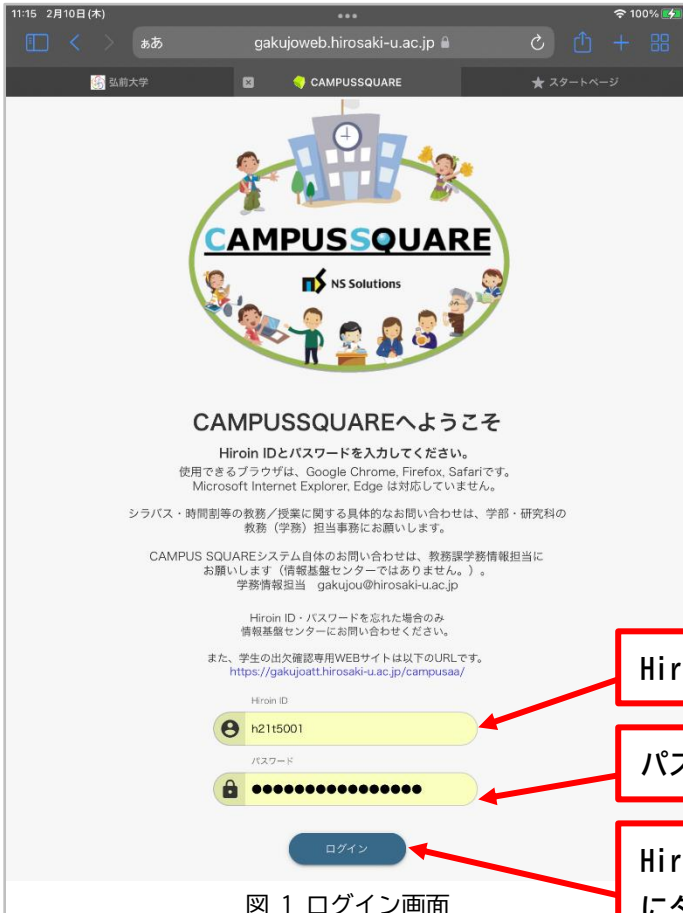 11:15 2月10日(木)
100%
ぁあ
gakujoweb.hirosaki-u.ac.jp
弘前大学
CAMPUSSQUARE
スタートページ
CAMPUSSQUARE
NS Solutions
CAMPUSSQUAREへようこそ
Hiroin IDとパスワードを入力してください。
使用できるブラウザは、Google Chrome, Firefox, Safariです。
Microsoft Internet Explorer, Edge は対応していません。
シラバス・時間割等の教務／授業に関する具体的なお問い合わせは、学部・研究科の
教務（学務）担当事務にお願いします。
CAMPUS SQUAREシステム自体のお問い合わせは、教務課学務情報担当に
お願いします（情報基盤センターではありません。）。
学務情報担当 gakujou@hirosaki-u.ac.jp
Hiroin ID・パスワードを忘れた場合のみ
情報基盤センターにお問い合わせください。
また、学生の出欠確認専用WEBサイトは以下のURLです。
https://gakujoatt.hirosaki-u.ac.jp/campusaa/
Hiroin ID
h21t5001
Hir
パスワード
●●●●●●●●●●●●●●●●
パス
ログイン
Hir
にタ
図 1 ログイン画面